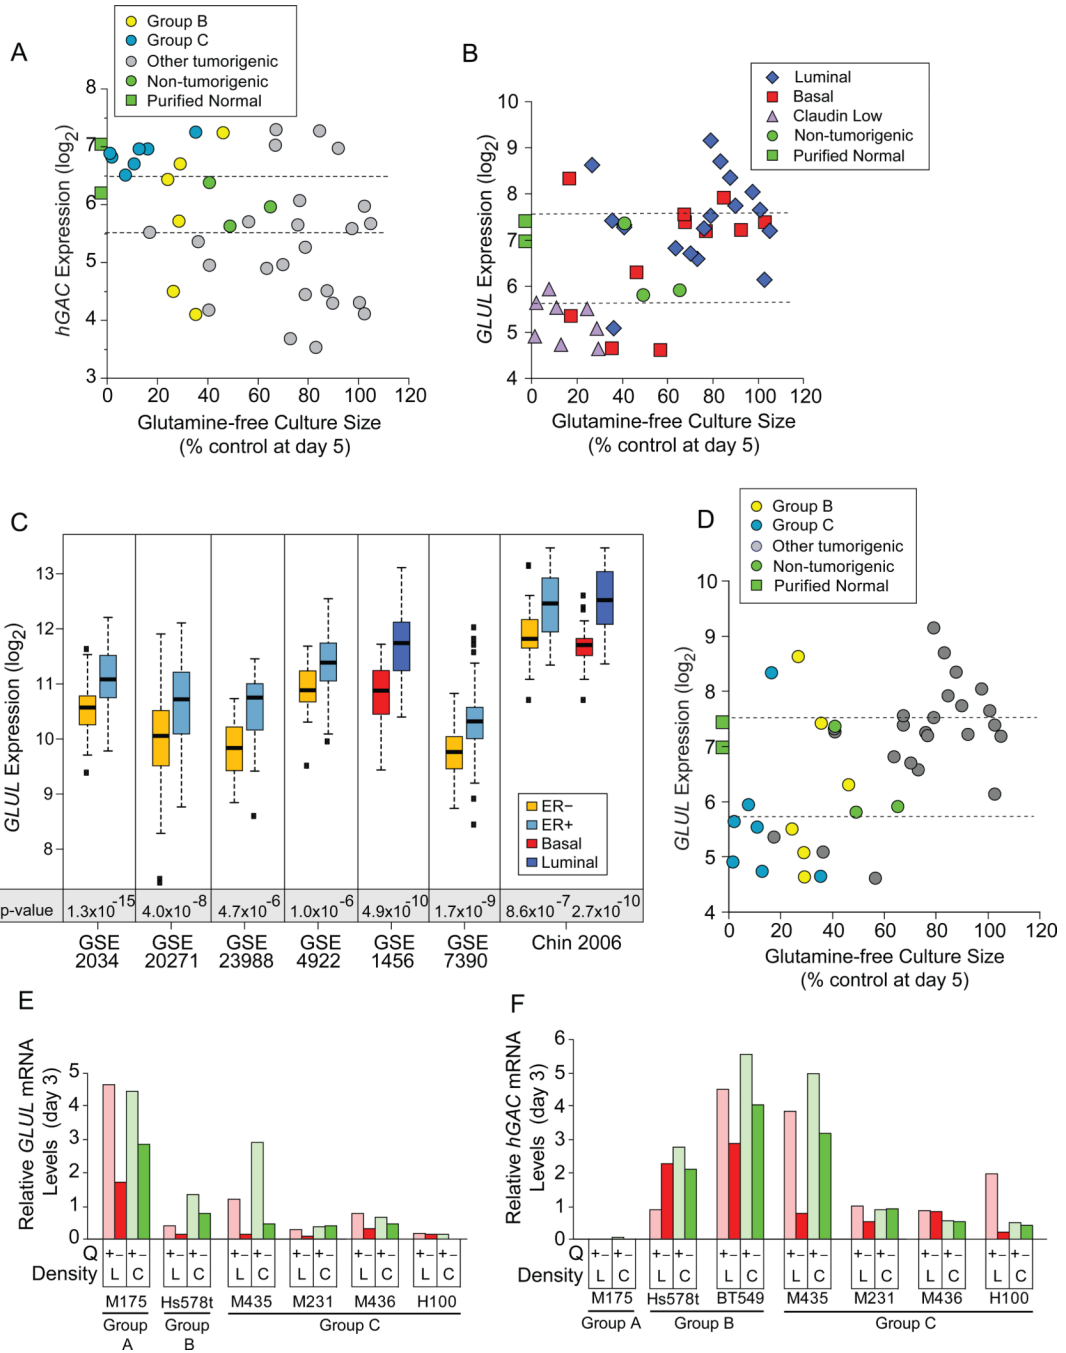 A
Group B
Group C
Other tumorigenic
Non-tumorigenic
Purified Normal
hGAC Expression (log2)
8
7
6
5
4
3
0 20 40 60 80 100 120
Glutamine-free Culture Size
(% control at day 5)
B
Luminal
Basal
Claudin Low
Non-tumorigenic
Purified Normal
GLUL Expression (log2)
10
9
8
7
6
5
4
0 20 40 60 80 100 120
Glutamine-free Culture Size
(% control at day 5)
C
GLUL Expression (log2)
13
12
11
10
9
8
ER−
ER+
Basal
Luminal
p-value 1.3x10-15 4.0x10-8 4.7x10-6 1.0x10-6 4.9x10-10 1.7x10-9 8.6x10-7 2.7x10-10
GSE 2034
GSE 20271
GSE 23988
GSE 4922
GSE 1456
GSE 7390
Chin 2006
D
Group B
Group C
Other tumorigenic
Non-tumorigenic
Purified Normal
GLUL Expression (log2)
10
9
8
7
6
5
4
0 20 40 60 80 100 120
Glutamine-free Culture Size
(% control at day 5)
E
Relative GLUL mRNA
Levels (day 3)
5
4
3
2
1
0
Q +− +− +− +− +− +− +− +− +− +− +− +−
Density L C L C L C L C L C L C
M175 Hs578t M435 M231 M436 H100
Group A
Group B
Group C
F
Relative hGAC mRNA
Levels (day 3)
6
5
4
3
2
1
0
Q +− +− +− +− +− +− +− +− +− +− +− +− +− +−
Density L C L C L C L C L C L C L C
M175 Hs578t BT549 M435 M231 M436 H100
Group A Group B Group C